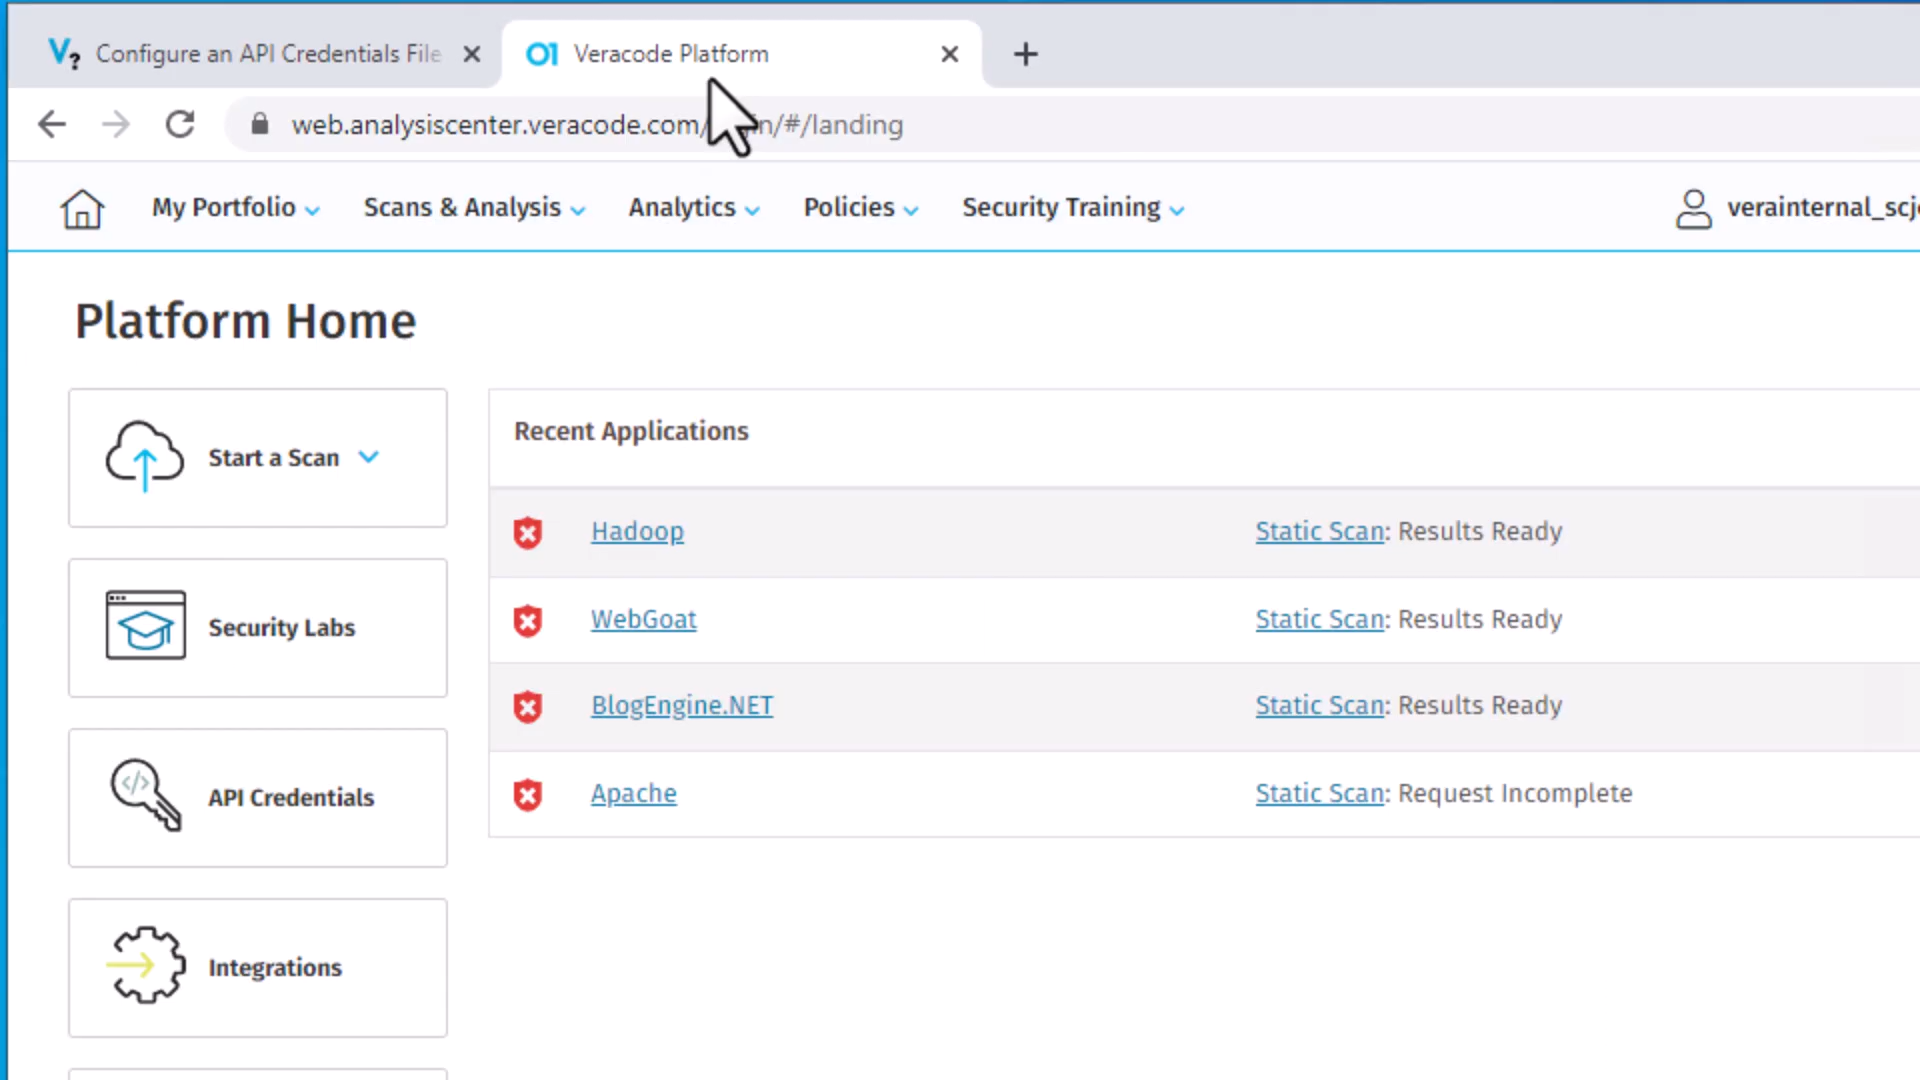 Configure an API Credentials File
Veracode Platform
web.analysiscenter.veracode.com/ /#/landing
My Portfolio
Scans & Analysis
Analytics
Policies
Security Training
verainternal_scj
Platform Home
Start a Scan
Security Labs
API Credentials
Integrations
Recent Applications
Hadoop Static Scan: Results Ready
WebGoat Static Scan: Results Ready
BlogEngine.NET Static Scan: Results Ready
Apache Static Scan: Request Incomplete